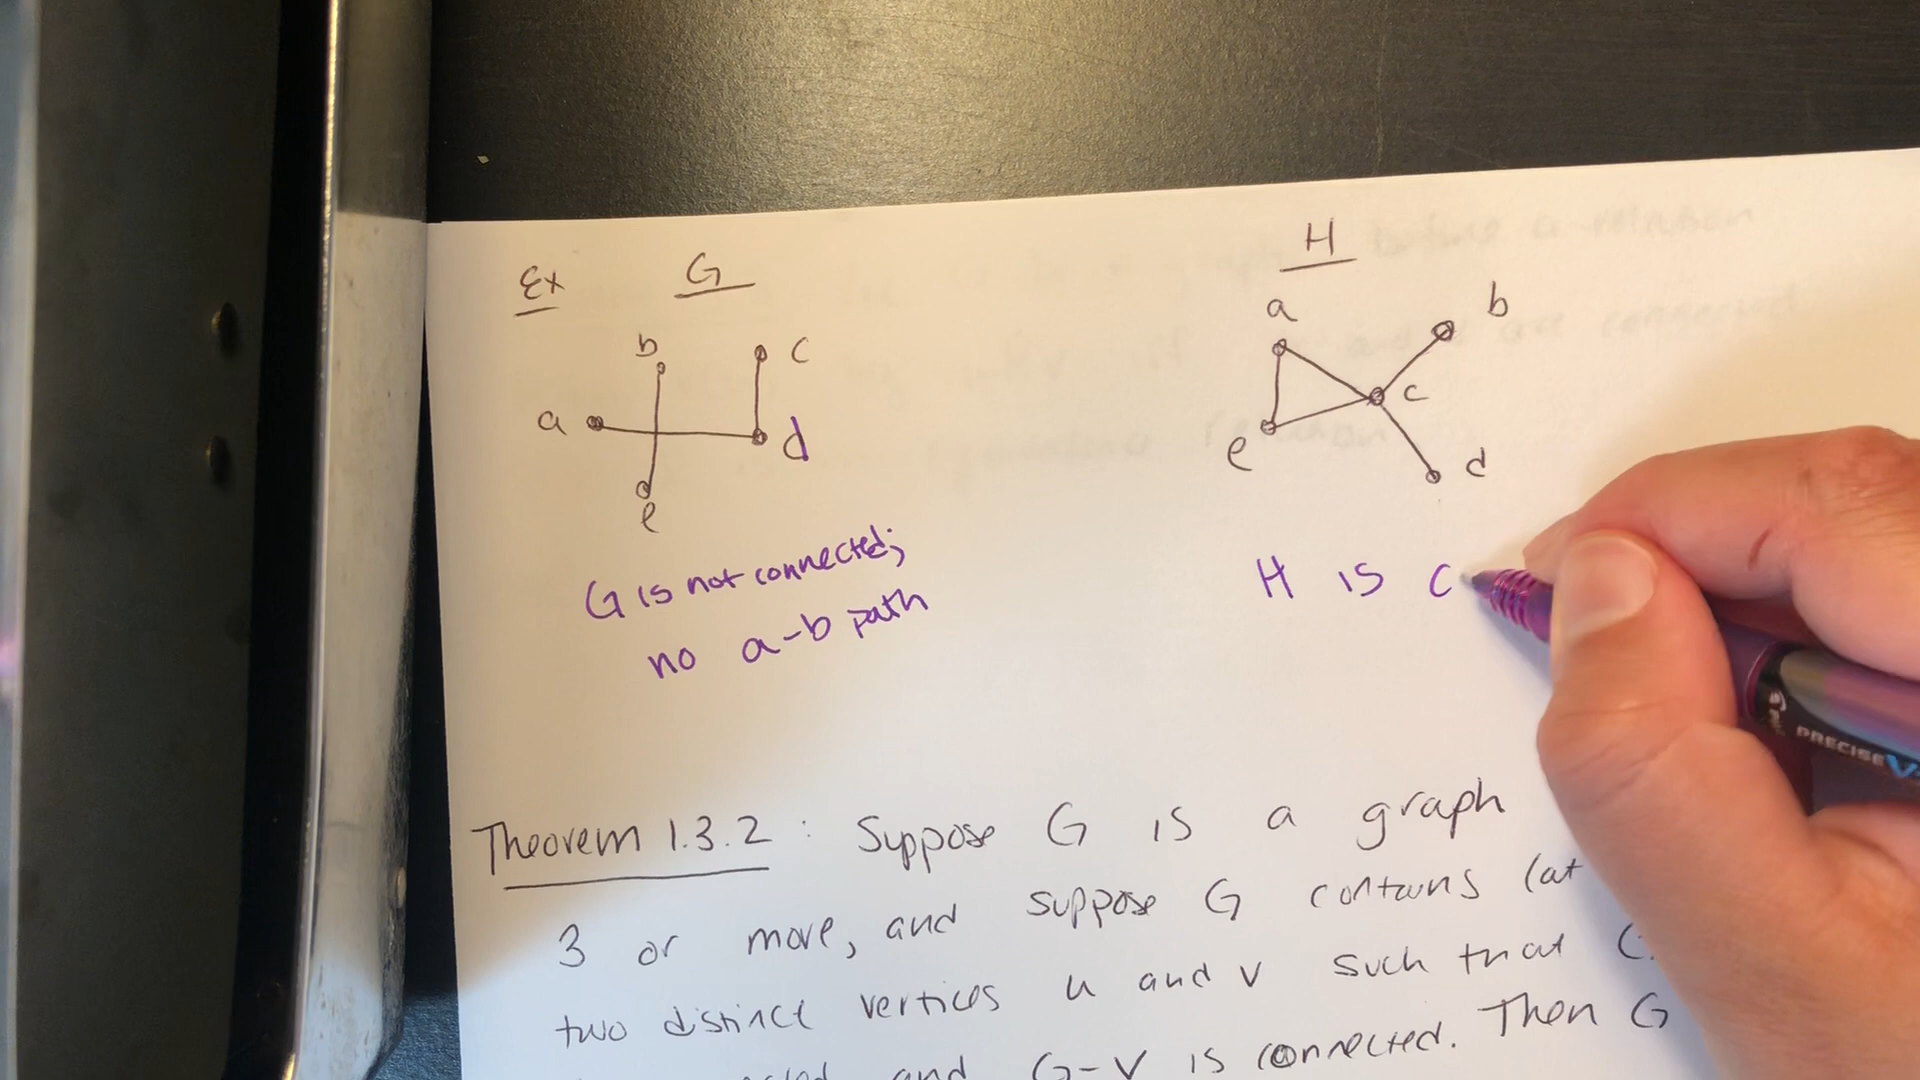 Ex
G
b
c
a
d
e
G is not connected;
no a-b path
H
a
b
c
e
d
H is c
Theorem 1.3.2 : Suppose G is a graph
3 or more, and suppose G contains (at
two distinct vertices u and v such that G
and G-v is connected. Then G
PRECISE V